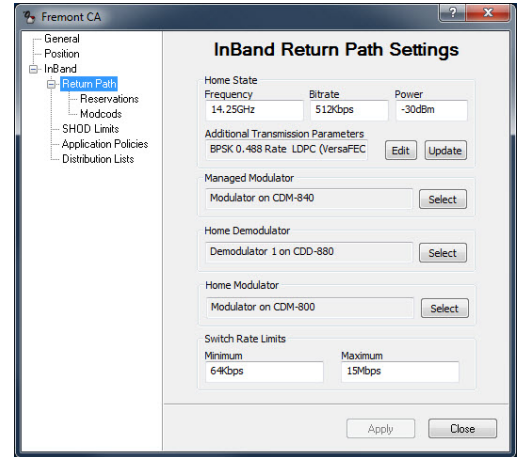 Fremont CA
General
Position
InBand
Return Path
Reservations
Modcods
SHOD Limits
Application Policies
Distribution Lists
InBand Return Path Settings
Home State
Frequency Bitrate Power
14.25GHz 512Kbps -30dBm
Additional Transmission Parameters
BPSK 0.488 Rate LDPC (VersaFEC Edit Update
Managed Modulator
Modulator on CDM-840 Select
Home Demodulator
Demodulator 1 on CDD-880 Select
Home Modulator
Modulator on CDM-800 Select
Switch Rate Limits
Minimum Maximum
64Kbps 15Mbps
Apply Close